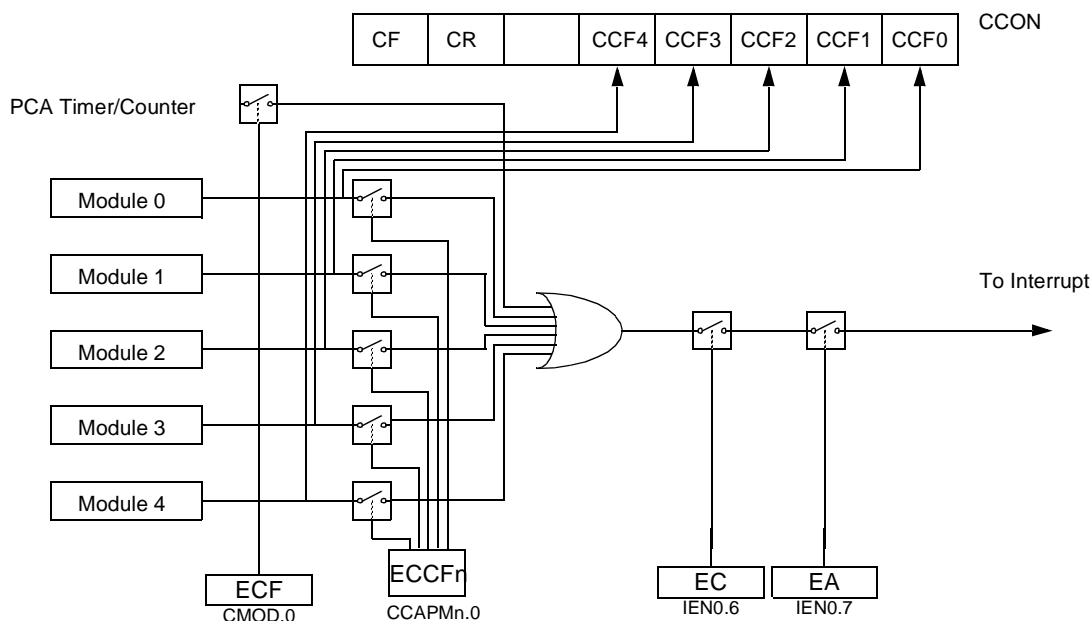 CF CR CCF4 CCF3 CCF2 CCF1 CCF0
CCON
PCA Timer/Counter
Module 0
Module 1
To Interrupt
Module 2
Module 3
Module 4
ECCFn
ECF
EC
EA
CMOD.0
CCAPMn.0
IEN0.6
IEN0.7